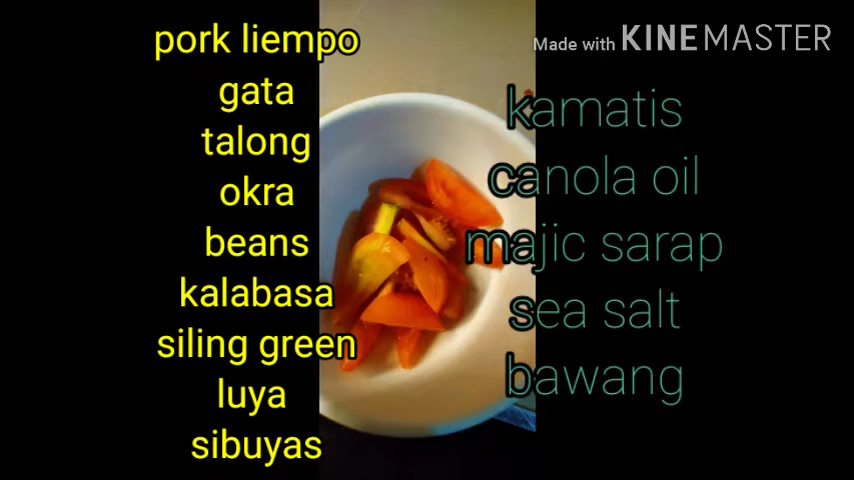 pork liempo
gata
talong
okra
beans
kalabasa
siling green
luya
sibuyas
Made with KINEMASTER
kamatis
canola oil
majic sarap
sea salt
bawang